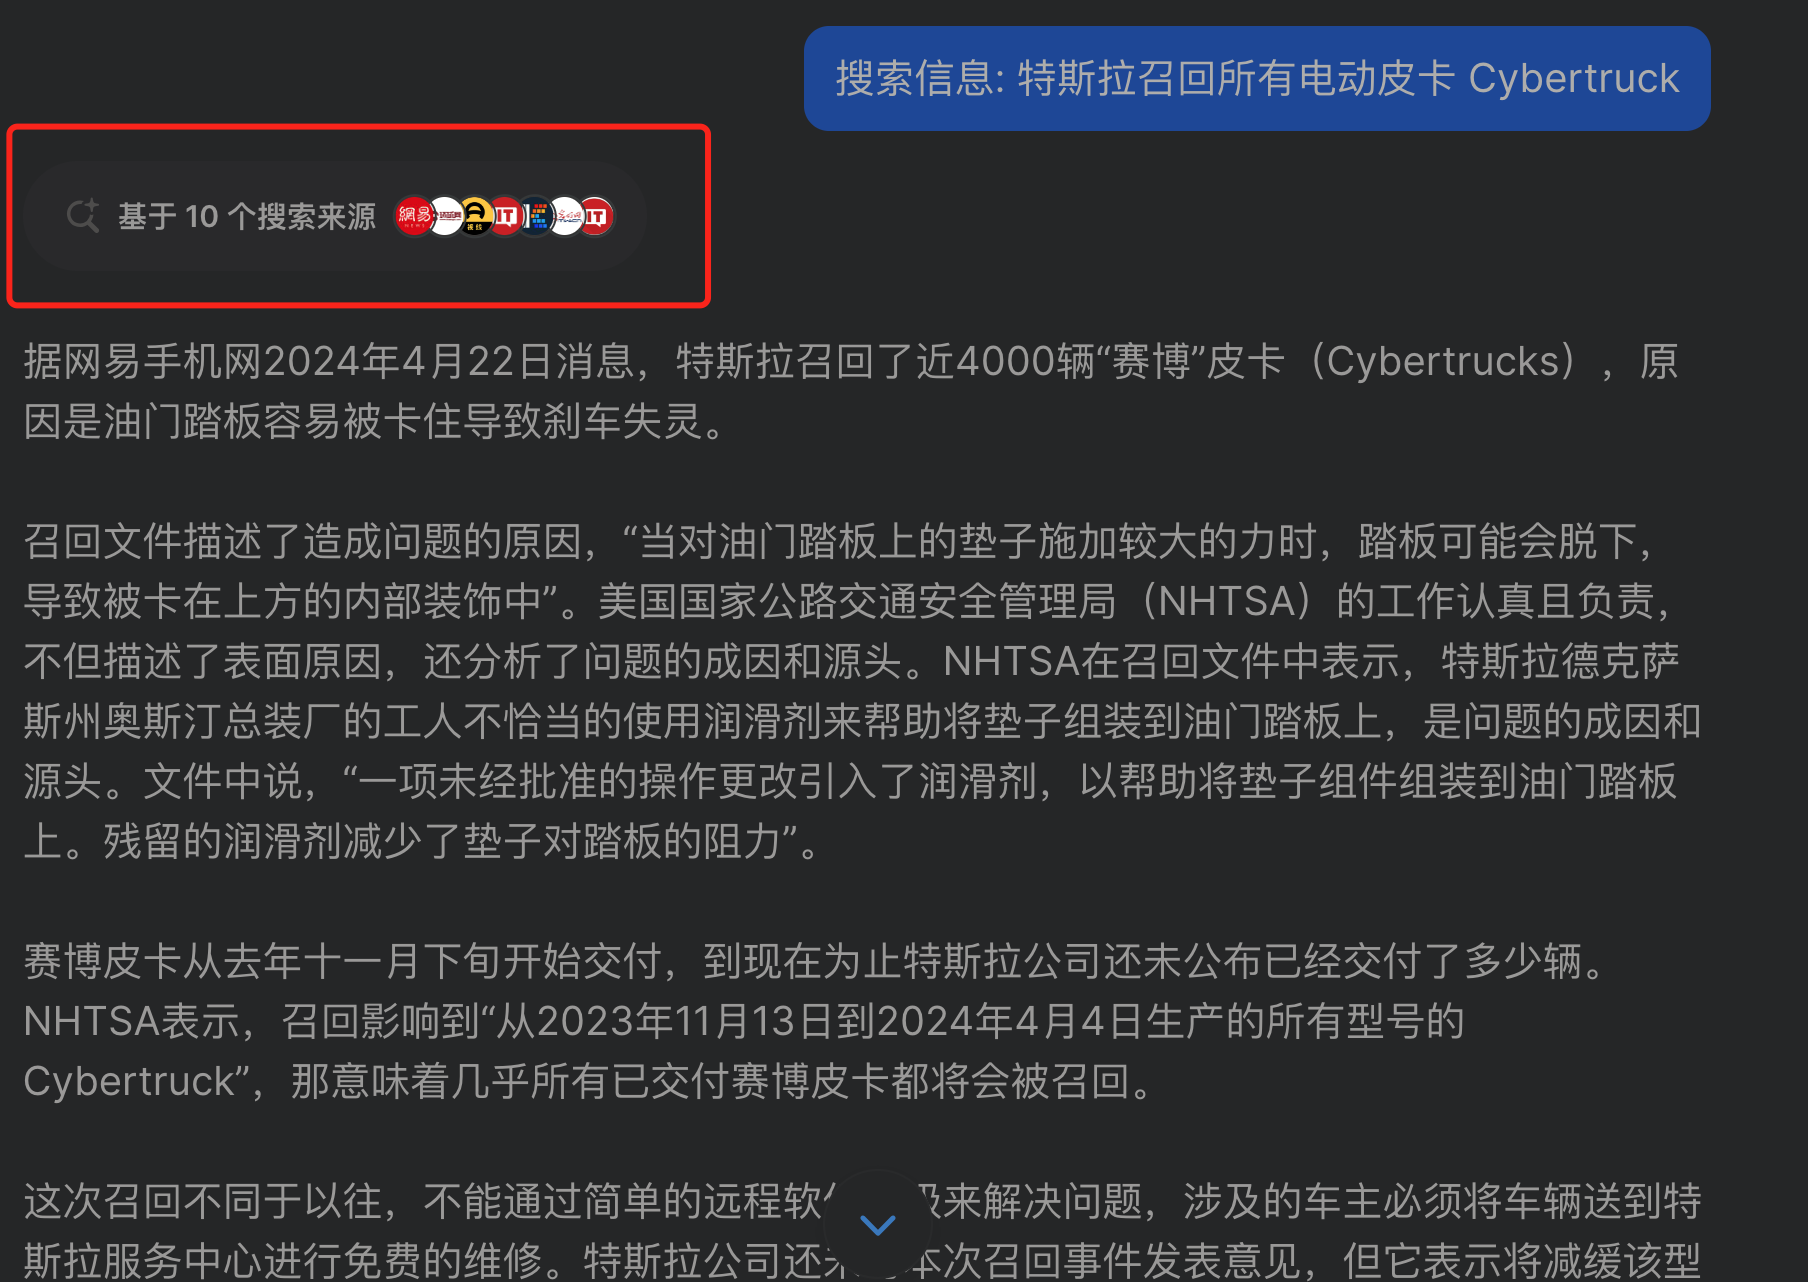 搜索信息: 特斯拉召回所有电动皮卡 Cybertruck
基于 10 个搜索来源
網易
NEWS
视线
IT
IT
据网易手机网2024年4月22日消息，特斯拉召回了近4000辆“赛博”皮卡（Cybertrucks），原
因是油门踏板容易被卡住导致刹车失灵。
召回文件描述了造成问题的原因，“当对油门踏板上的垫子施加较大的力时，踏板可能会脱下，
导致被卡在上方的内部装饰中”。美国国家公路交通安全管理局（NHTSA）的工作认真且负责，
不但描述了表面原因，还分析了问题的成因和源头。NHTSA在召回文件中表示，特斯拉德克萨
斯州奥斯汀总装厂的工人不恰当的使用润滑剂来帮助将垫子组装到油门踏板上，是问题的成因和
源头。文件中说，“一项未经批准的操作更改引入了润滑剂，以帮助将垫子组件组装到油门踏板
上。残留的润滑剂减少了垫子对踏板的阻力”。
赛博皮卡从去年十一月下旬开始交付，到现在为止特斯拉公司还未公布已经交付了多少辆。
NHTSA表示，召回影响到“从2023年11月13日到2024年4月4日生产的所有型号的
Cybertruck”，那意味着几乎所有已交付赛博皮卡都将会被召回。
这次召回不同于以往，不能通过简单的远程软 来解决问题，涉及的车主必须将车辆送到特
斯拉服务中心进行免费的维修。特斯拉公司还 本次召回事件发表意见，但它表示将减缓该型